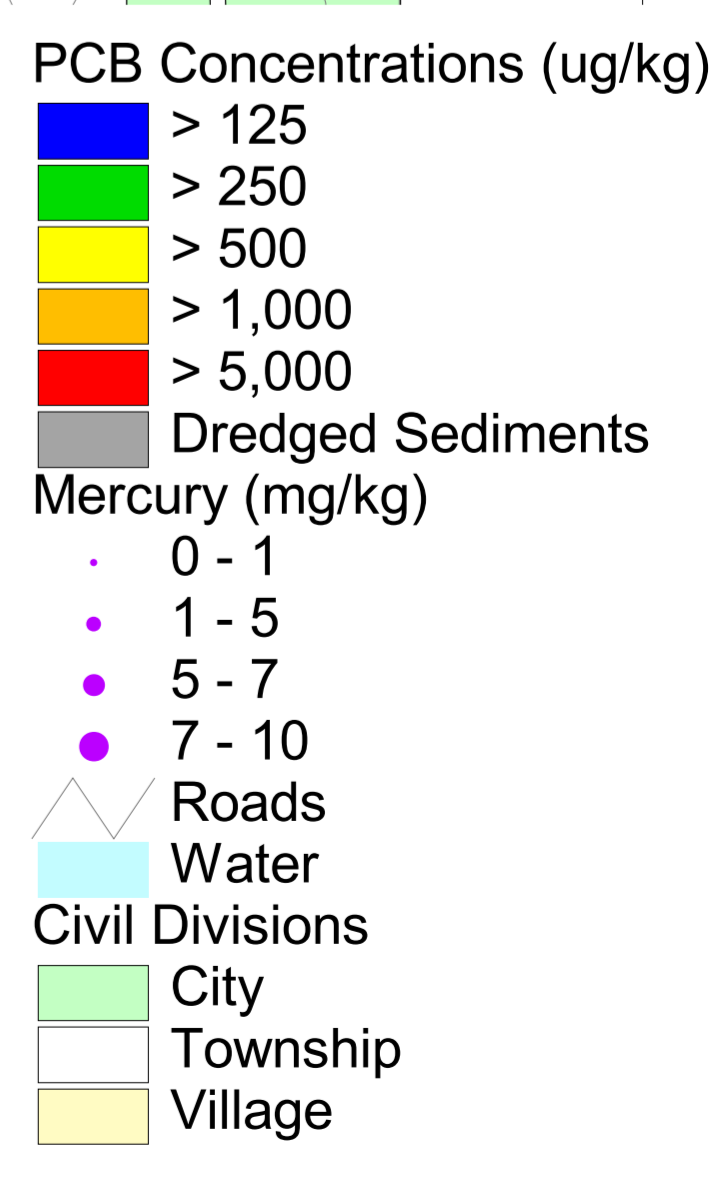 PCB Concentrations (ug/kg)
> 125
> 250
> 500
> 1,000
> 5,000
Dredged Sediments
Mercury (mg/kg)
0 - 1
1 - 5
5 - 7
7 - 10
Roads
Water
Civil Divisions
City
Township
Village